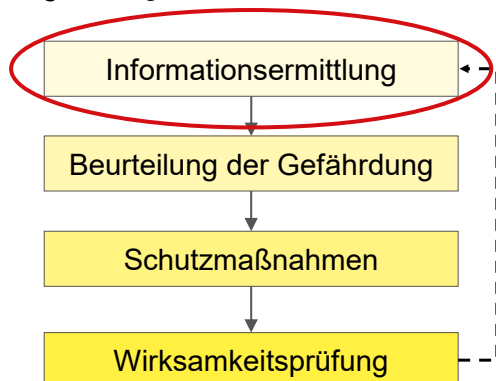 Informationsermittlung
Beurteilung der Gefährdung
Schutzmaßnahmen
Wirksamkeitsprüfung